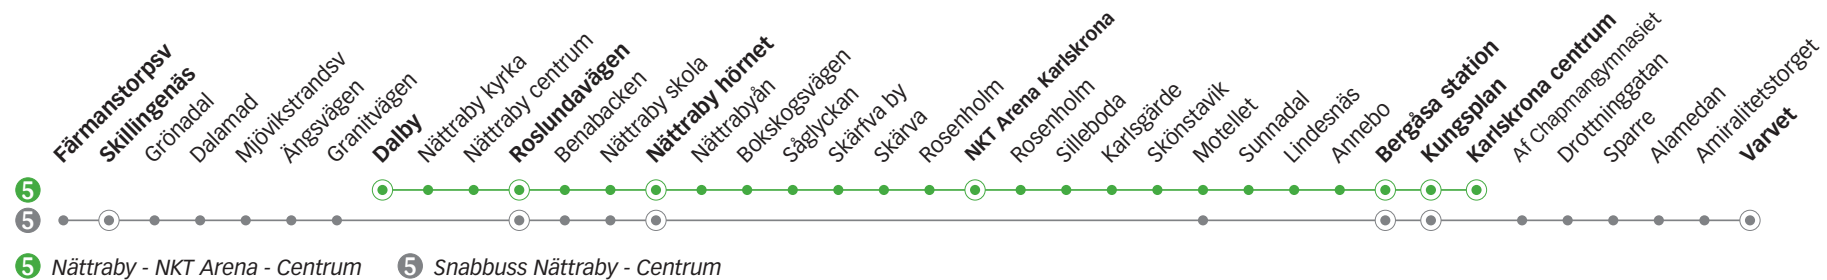 Färmanstorpsv
Skillingenäs
Grönadal
Dalamad
Mjövikstrandsv
Ängsvägen
Granitvägen
Dalby
Nättraby kyrka
Nättraby centrum
Roslundavägen
Benabacken
Nättraby skola
Nättraby hörnet
Nättrabyån
Bokskogsvägen
Såglyckan
Skärfva by
Skärva
Rosenholm
NKT Arena Karlskrona
Rosenholm
Silleboda
Karlsgärde
Skönstavik
Motellet
Sunnadal
Lindesnäs
Annebo
Bergåsa station
Kungsplan
Karlskrona centrum
Af Chapmangymnasiet
Drottninggatan
Sparre
Alamedan
Amiralitetstorget
Varvet
5
5
5 Nättraby - NKT Arena - Centrum
5 Snabbuss Nättraby - Centrum